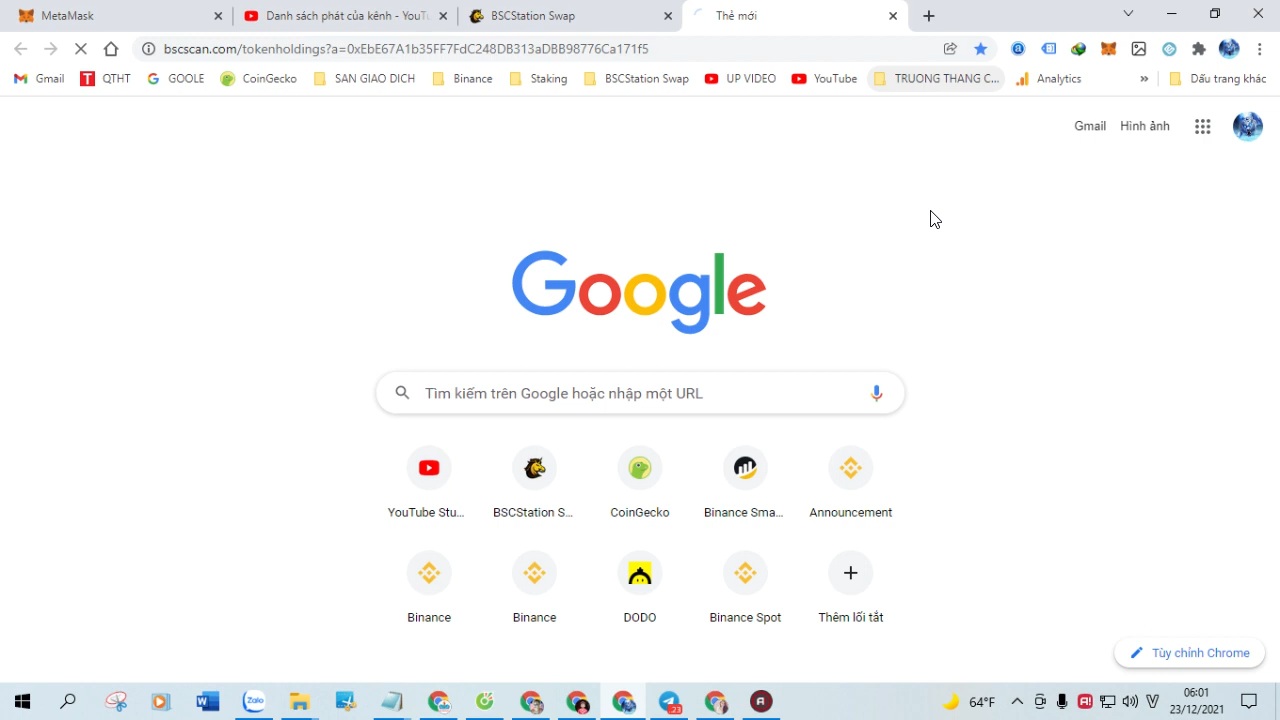 MetaMask
Danh sách phát của kênh - YouTu
BSCStation Swap
Thẻ mới
bscscan.com/tokenholdings?a=0xEbE67A1b35FF7FdC248DB313aDBB98776Ca171f5
Gmail
QTHT
GOOLE
CoinGecko
SAN GIAO DICH
Binance
Staking
BSCStation Swap
UP VIDEO
YouTube
TRUONG THANG C...
Analytics
»
Dấu trang khác
Gmail
Hình ảnh
Google
Tìm kiếm trên Google hoặc nhập một URL
YouTube Stu...
BSCStation S...
CoinGecko
Binance Sma...
Announcement
Binance
Binance
DODO
Binance Spot
Thêm lối tắt
Tùy chỉnh Chrome
Zalo
23
64°F
06:01
23/12/2021